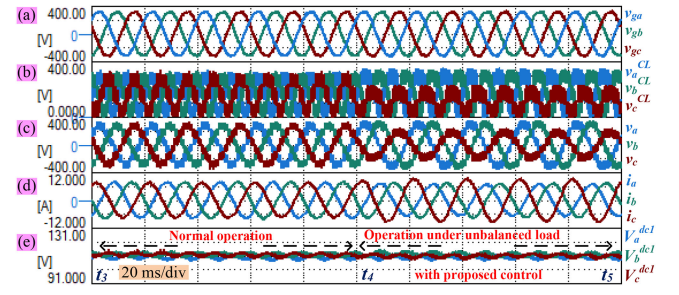 (a)
400.00
[V] 0
-400.00
v_ga
v_gb
v_gc
(b)
400.00
[V]
0.0000
v_a^CL
v_b^CL
v_c^CL
(c)
400.00
[V] 0
-400.00
v_a
v_b
v_c
(d)
12.000
[A] 0
-12.000
i_a
i_b
i_c
(e)
131.00
[V]
91.000
Normal operation
Operation under unbalanced load
V_a^dc1
V_b^dc1
V_c^dc1
t_3 20 ms/div t_4 with proposed control t_5